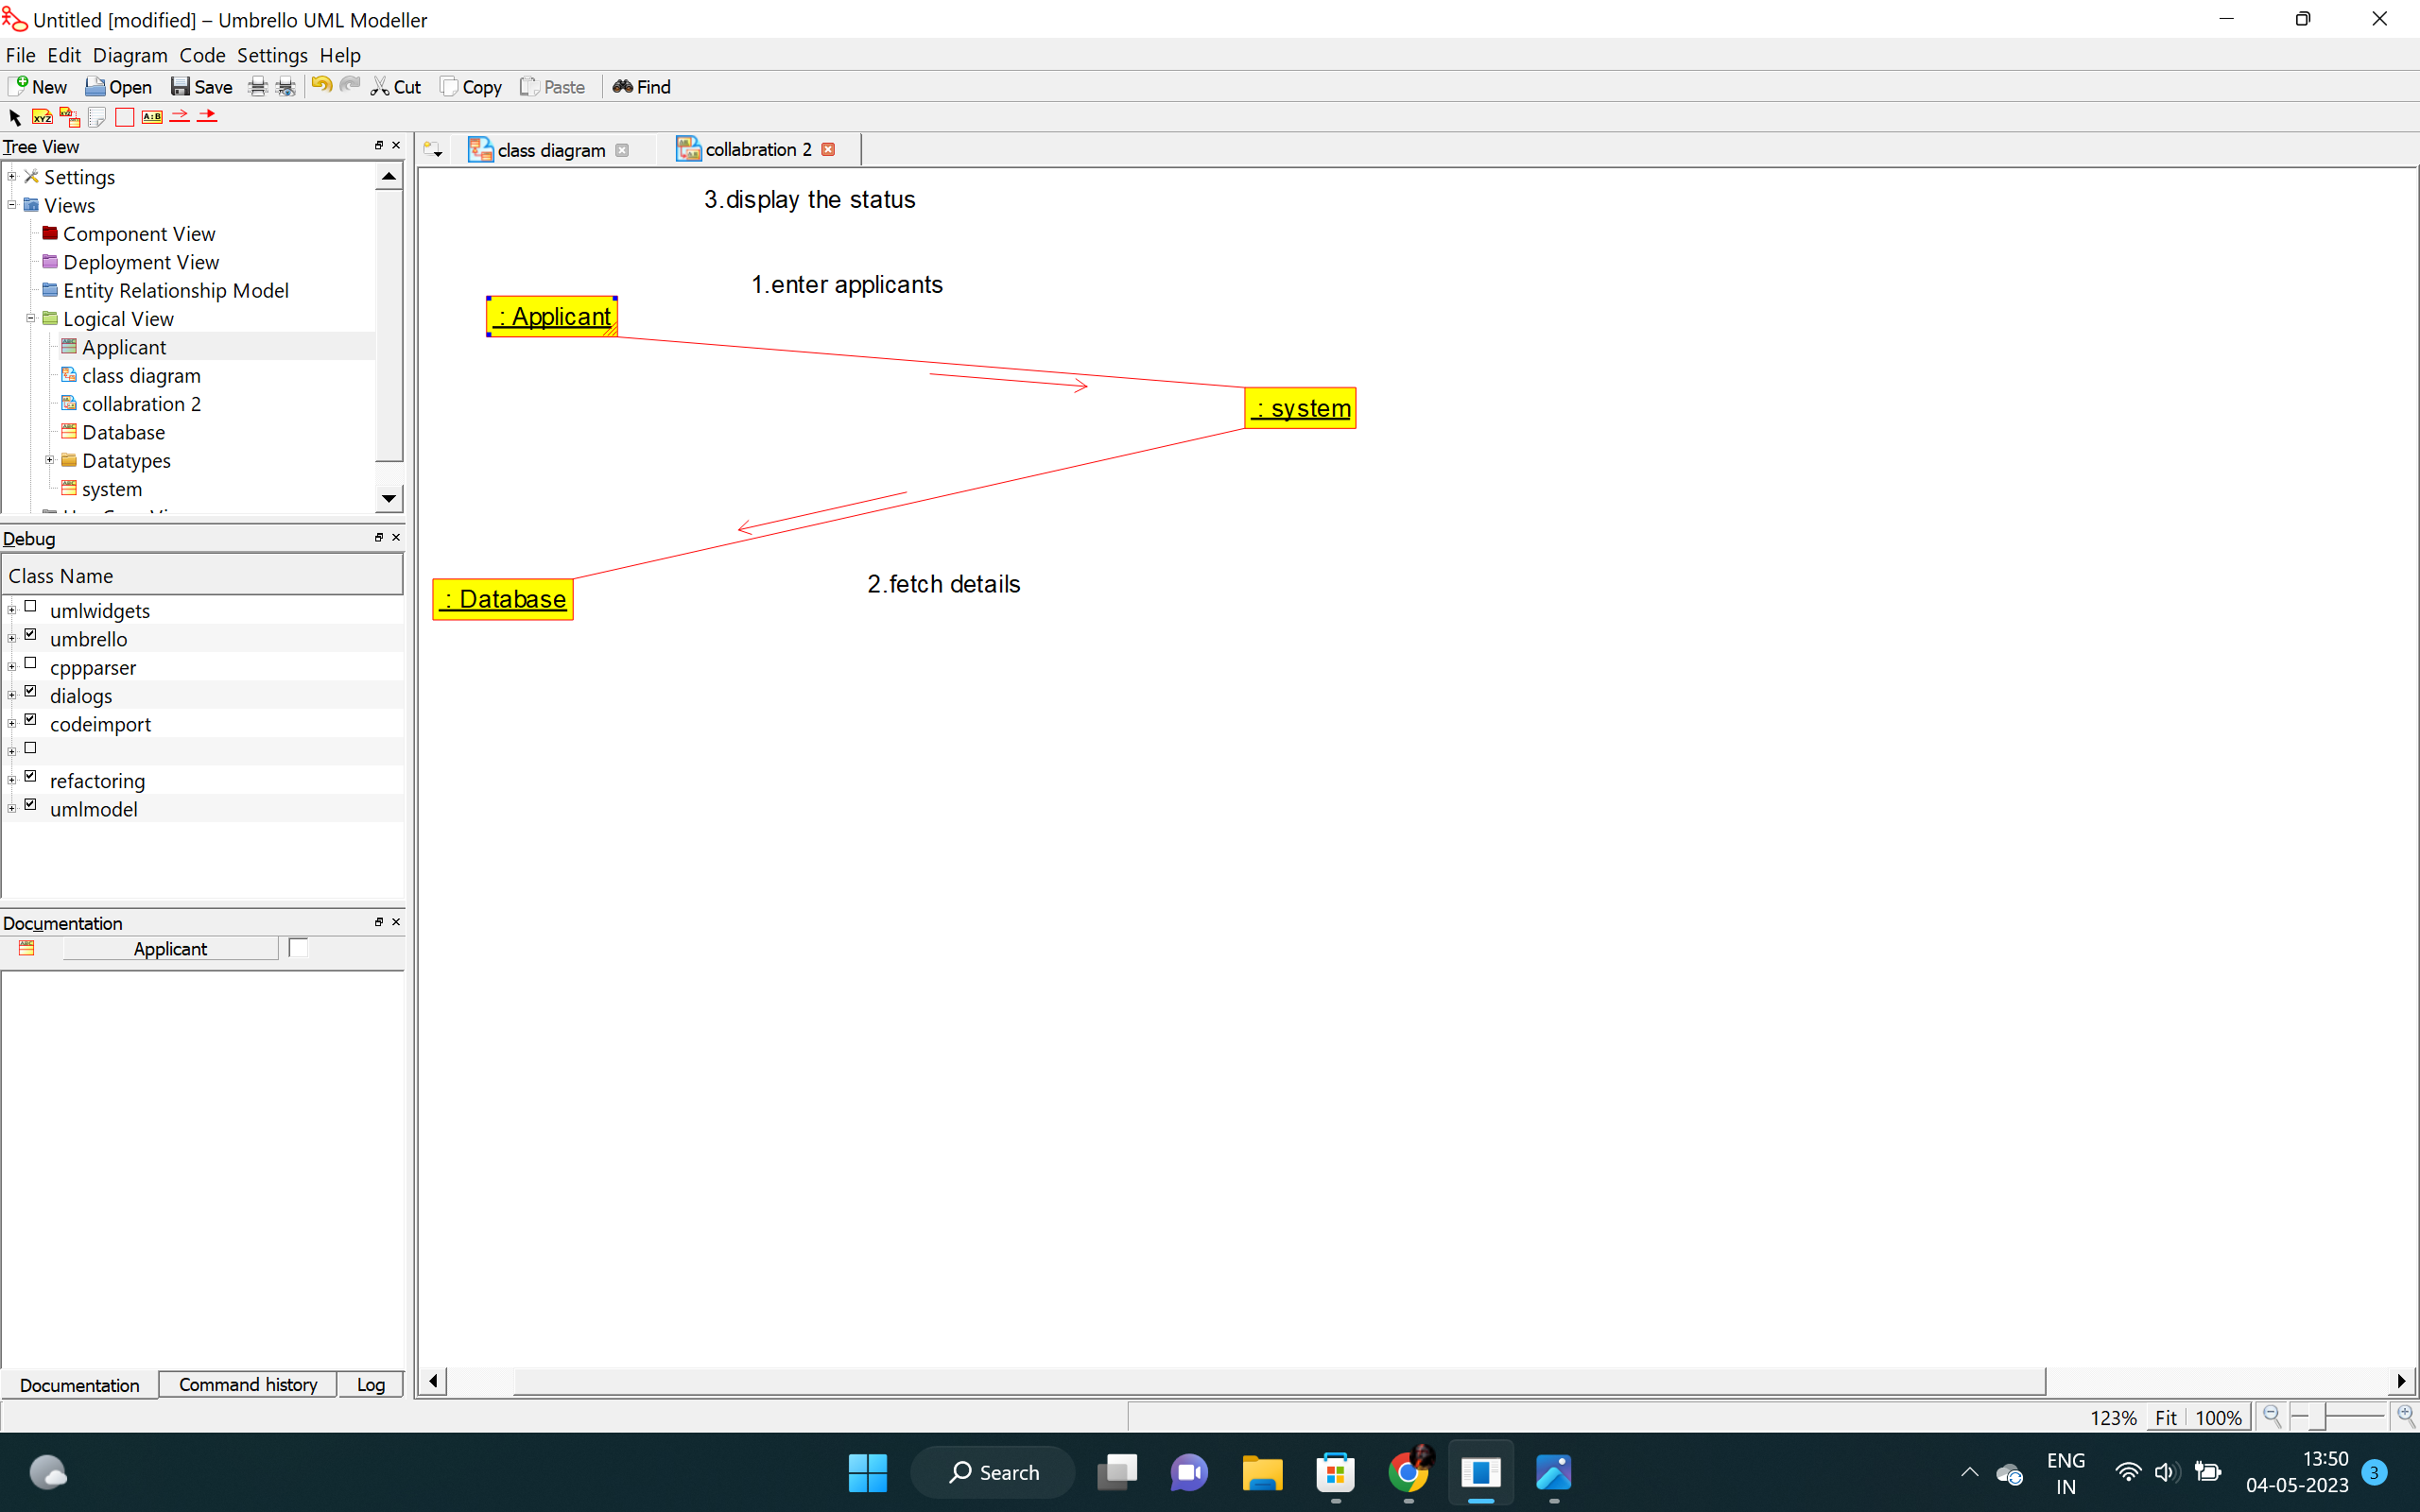 Untitled [modified] – Umbrello UML Modeller
File Edit Diagram Code Settings Help
New Open Save Cut Copy Paste Find
XYZ XYZ A:B
Tree View
class diagram
collabration 2
Settings
Views
Component View
Deployment View
Entity Relationship Model
Logical View
Applicant
class diagram
collabration 2
Database
Datatypes
system
3.display the status
1.enter applicants
: Applicant
: system
: Database
2.fetch details
Debug
Class Name
umlwidgets
umbrello
cppparser
dialogs
codeimport
refactoring
umlmodel
Documentation
Applicant
Documentation Command history Log
123% Fit 100%
Search
ENG
IN
13:50
04-05-2023
3